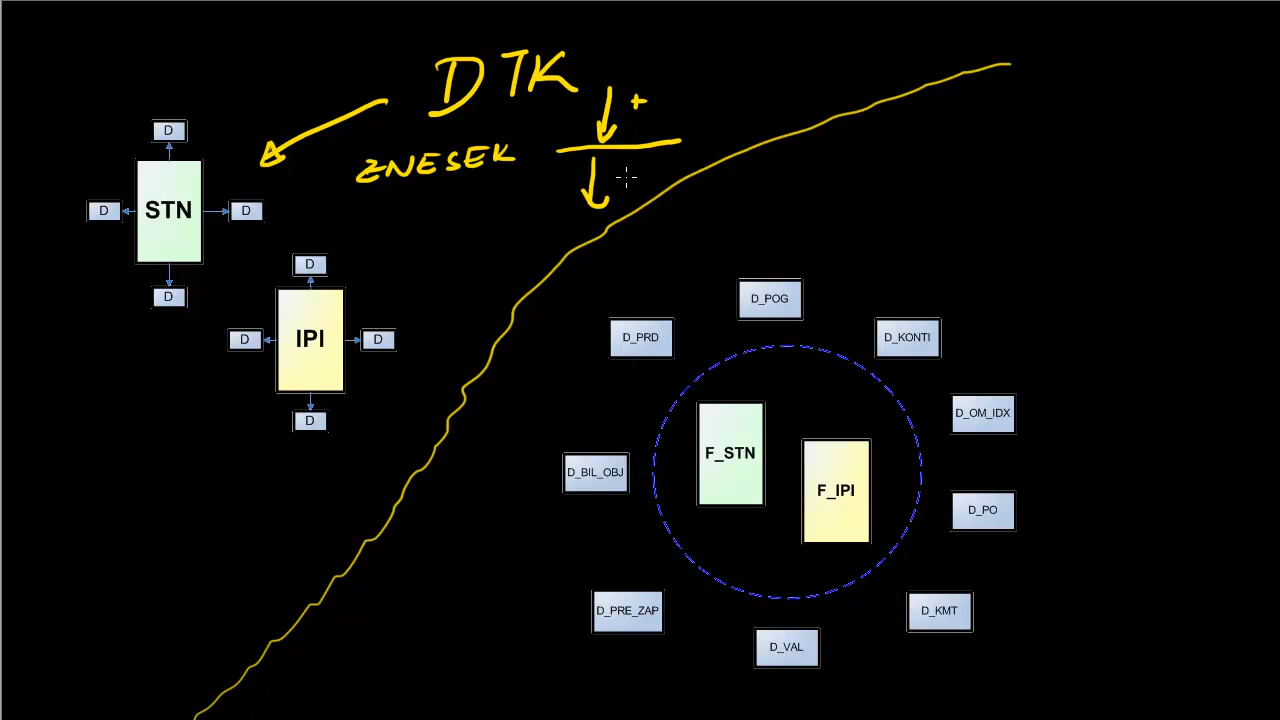 DTK
+
ZNESEK
D
STN
D
D
D
D
IPI
D
D
D
D_POG
D_PRD
D_KONTI
D_OM_IDX
F_STN
D_BIL_OBJ
F_IPI
D_PO
D_PRE_ZAP
D_KMT
D_VAL